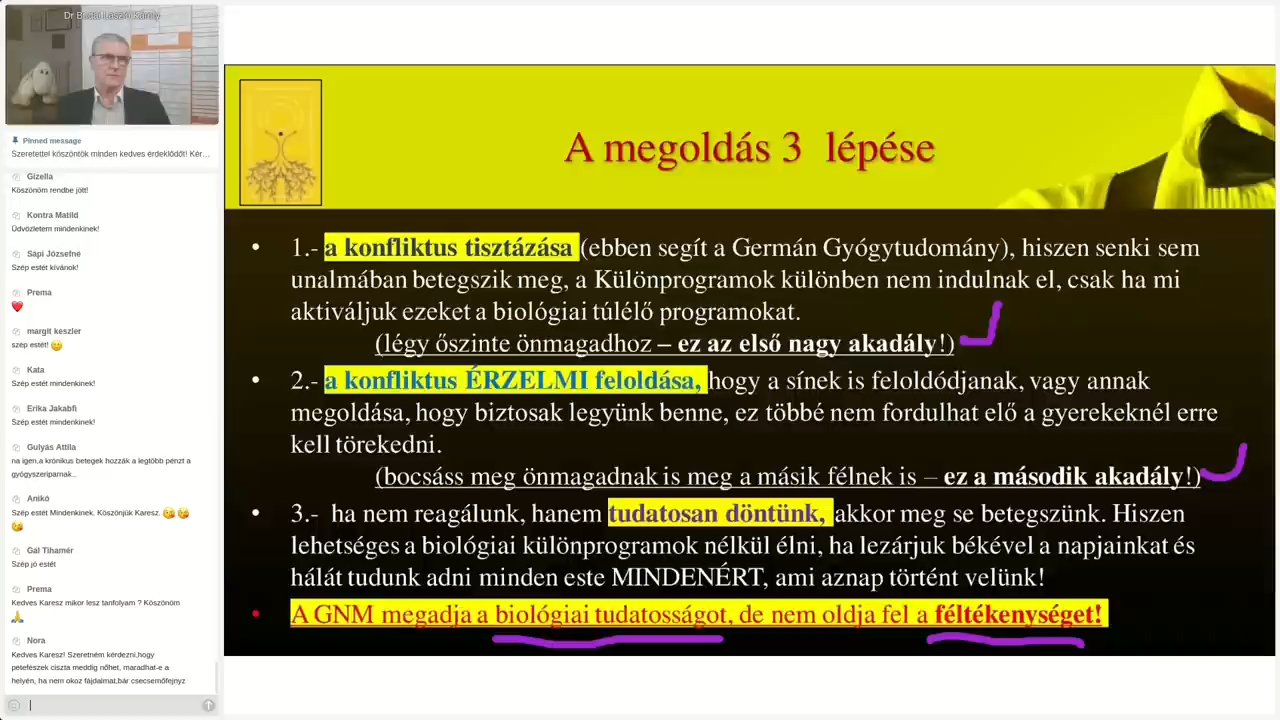 Pinned message
Szeretettel köszöntök minden kedves érdeklődőt! Kér…
Gizella
Köszönöm rendbe jött!
Kontra Matild
Üdvözletem mindenkinek!
Sápi Józsefné
Szép estét kívánok!
Prema
margit keszler
szép estét!
Kata
Szép estét mindenkinek!
Erika Jakabfi
Szép estét mindenkinek!
Gulyás Attila
na igen,a krónikus betegek hozzák a legtöbb pénzt a
gyógyszeriparnak..
Anikó
Szép estét Mindenkinek. Köszönjük Karesz.
Gál Tihamér
Szép jó estét
Prema
Kedves Karesz mikor lesz tanfolyam ? Köszönöm
Nora
Kedves Karesz! Szeretném kérdezni,hogy
petefészek ciszta meddig nőhet, maradhat-e a
helyén, ha nem okoz fájdalmat,bár csecsemőfejnyz
A megoldás 3 lépése
• 1.- a konfliktus tisztázása (ebben segít a Germán Gyógytudomány), hiszen senki sem
unalmában betegszik meg, a Különprogramok különben nem indulnak el, csak ha mi
aktiváljuk ezeket a biológiai túlélő programokat.
(légy őszinte önmagadhoz – ez az első nagy akadály!)
• 2.- a konfliktus ÉRZELMI feloldása, hogy a sínek is feloldódjanak, vagy annak
megoldása, hogy biztosak legyünk benne, ez többé nem fordulhat elő a gyerekeknél erre
kell törekedni.
(bocsáss meg önmagadnak is meg a másik félnek is – ez a második akadály!)
• 3.- ha nem reagálunk, hanem tudatosan döntünk, akkor meg se betegszünk. Hiszen
lehetséges a biológiai különprogramok nélkül élni, ha lezárjuk békével a napjainkat és
hálát tudunk adni minden este MINDENÉRT, ami aznap történt velünk!
• A GNM megadja a biológiai tudatosságot, de nem oldja fel a féltékenységet!